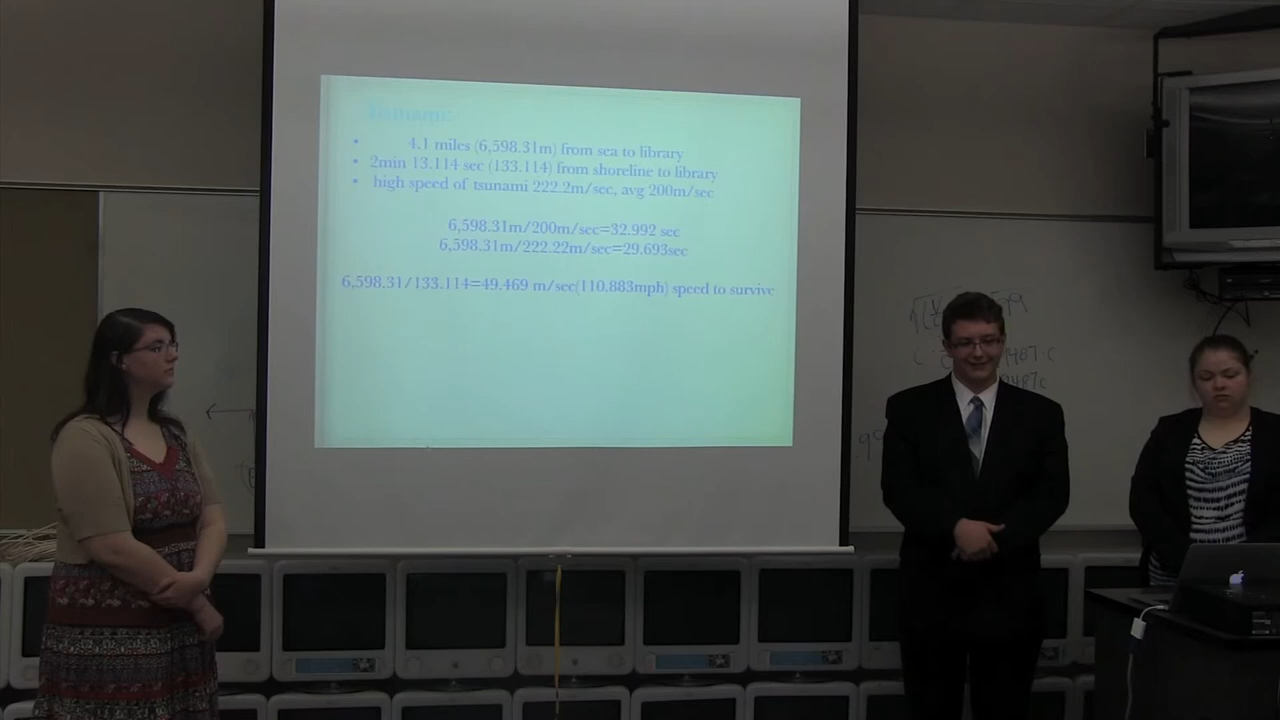 Tsunami:
• 4.1 miles (6,598.31m) from sea to library
• 2min 13.114 sec (133.114) from shoreline to library
• high speed of tsunami 222.2m/sec, avg 200m/sec
6,598.31m/200m/sec=32.992 sec
6,598.31m/222.22m/sec=29.693sec
6,598.31/133.114=49.569 m/sec(110.883mph) speed to survive